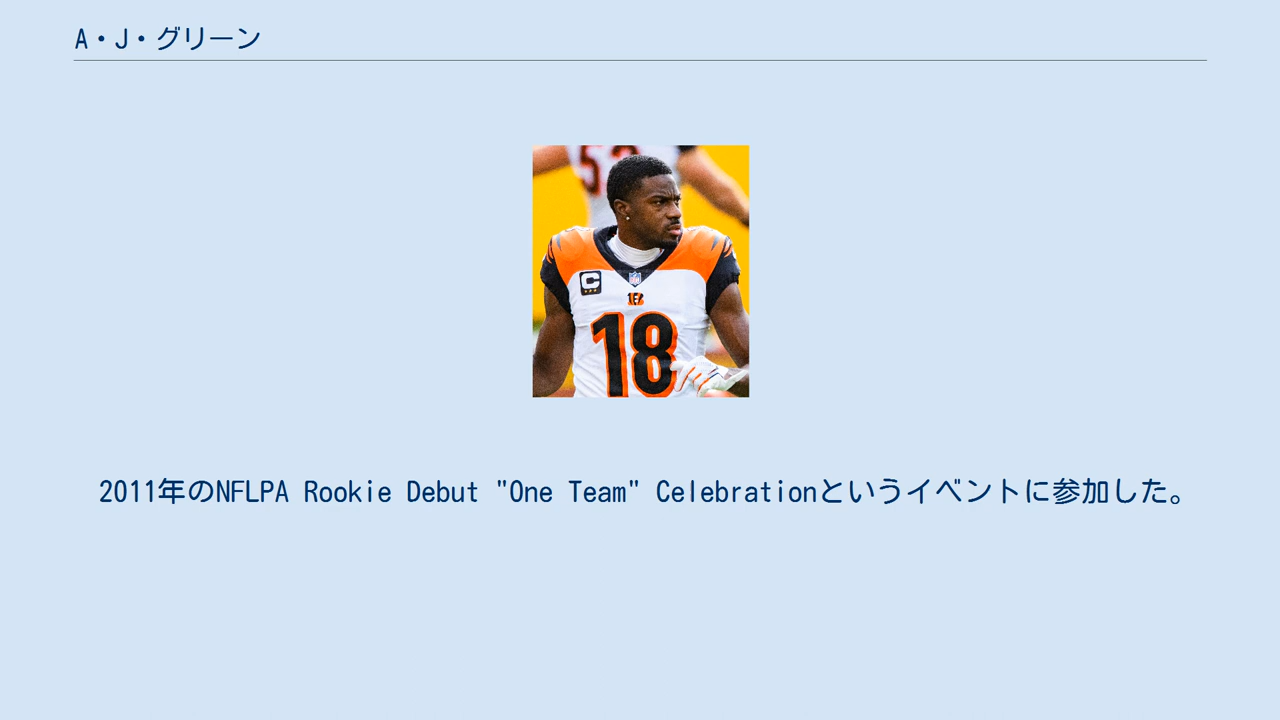 A・J・グリーン
C
18
2011年のNFLPA Rookie Debut "One Team" Celebrationというイベントに参加した。